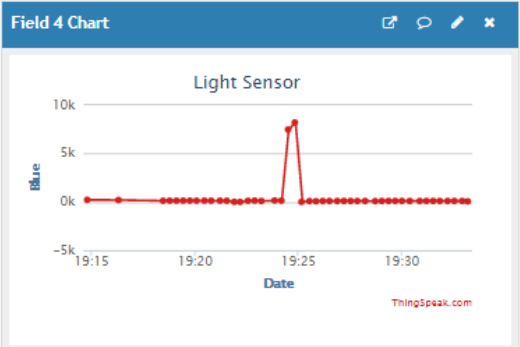 Field 4 Chart
Light Sensor
10k
5k
0k
-5k
Blue
19:15 19:20 19:25 19:30
Date
ThingSpeak.com